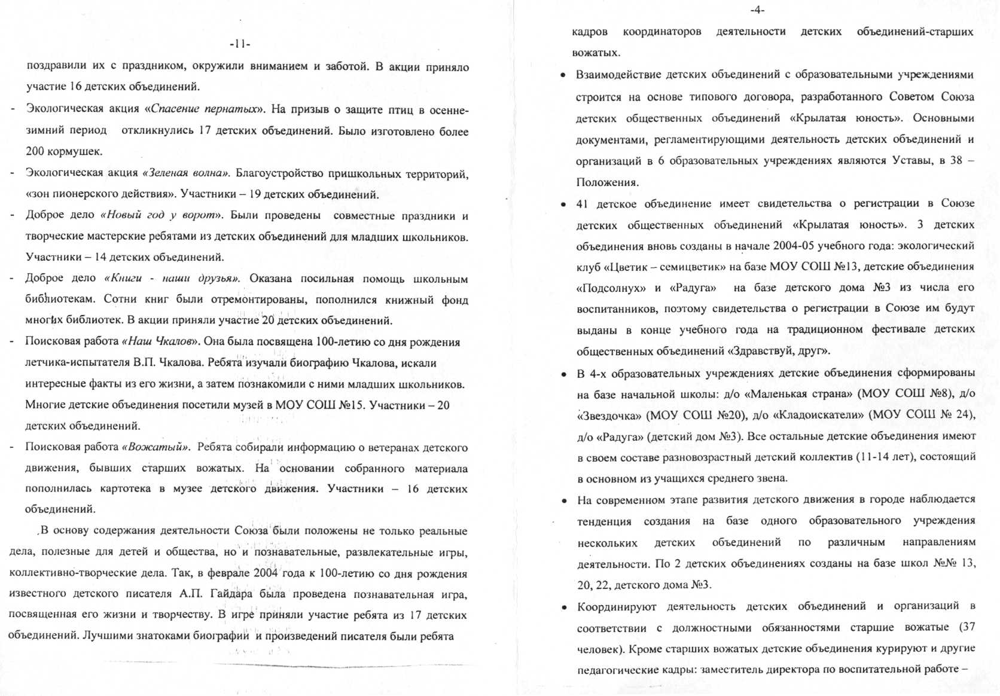 -11-
поздравили их с праздником, окружили вниманием и заботой. В акции приняло
участие 16 детских объединений.
- Экологическая акция «Спасение пернатых». На призыв о защите птиц в осенне-
зимний период откликнулись 17 детских объединений. Было изготовлено более
200 кормушек.
- Экологическая акция «Зеленая волна». Благоустройство пришкольных территорий,
«зон пионерского действия». Участники – 19 детских объединений.
- Доброе дело «Новый год у ворот». Были проведены совместные праздники и
творческие мастерские ребятами из детских объединений для младших школьников.
Участники – 14 детских объединений.
- Доброе дело «Книги - наши друзья». Оказана посильная помощь школьным
библиотекам. Сотни книг были отремонтированы, пополнился книжный фонд
многих библиотек. В акции приняли участие 20 детских объединений.
- Поисковая работа «Наш Чкалов». Она была посвящена 100-летию со дня рождения
летчика-испытателя В.П. Чкалова. Ребята изучали биографию Чкалова, искали
интересные факты из его жизни, а затем познакомили с ними младших школьников.
Многие детские объединения посетили музей в МОУ СОШ №15. Участники – 20
детских объединений.
- Поисковая работа «Вожатый». Ребята собирали информацию о ветеранах детского
движения, бывших старших вожатых. На основании собранного материала
пополнилась картотека в музее детского движения. Участники – 16 детских
объединений.
В основу содержания деятельности Союза были положены не только реальные
дела, полезные для детей и общества, но и познавательные, развлекательные игры,
коллективно-творческие дела. Так, в феврале 2004 года к 100-летию со дня рождения
известного детского писателя А.П. Гайдара была проведена познавательная игра,
посвященная его жизни и творчеству. В игре приняли участие ребята из 17 детских
объединений. Лучшими знатоками биографии и произведений писателя были ребята
-4-
кадров координаторов деятельности детских объединений-старших
вожатых.
• Взаимодействие детских объединений с образовательными учреждениями
строится на основе типового договора, разработанного Советом Союза
детских общественных объединений «Крылатая юность». Основными
документами, регламентирующими деятельность детских объединений и
организаций в 6 образовательных учреждениях являются Уставы, в 38 –
Положения.
• 41 детское объединение имеет свидетельства о регистрации в Союзе
детских общественных объединений «Крылатая юность». 3 детских
объединения вновь созданы в начале 2004-05 учебного года: экологический
клуб «Цветик – семицветик» на базе МОУ СОШ №13, детские объединения
«Подсолнух» и «Радуга» на базе детского дома №3 из числа его
воспитанников, поэтому свидетельства о регистрации в Союзе им будут
выданы в конце учебного года на традиционном фестивале детских
общественных объединений «Здравствуй, друг».
• В 4-х образовательных учреждениях детские объединения сформированы
на базе начальной школы: д/о «Маленькая страна» (МОУ СОШ №8), д/о
«Звездочка» (МОУ СОШ №20), д/о «Кладоискатели» (МОУ СОШ № 24),
д/о «Радуга» (детский дом №3). Все остальные детские объединения имеют
в своем составе разновозрастный детский коллектив (11-14 лет), состоящий
в основном из учащихся среднего звена.
• На современном этапе развития детского движения в городе наблюдается
тенденция создания на базе одного образовательного учреждения
нескольких детских объединений по различным направлениям
деятельности. По 2 детских объединениях созданы на базе школ №№ 13,
20, 22, детского дома №3.
• Координируют деятельность детских объединений и организаций в
соответствии с должностными обязанностями старшие вожатые (37
человек). Кроме старших вожатых детские объединения курируют и другие
педагогические кадры: заместитель директора по воспитательной работе –